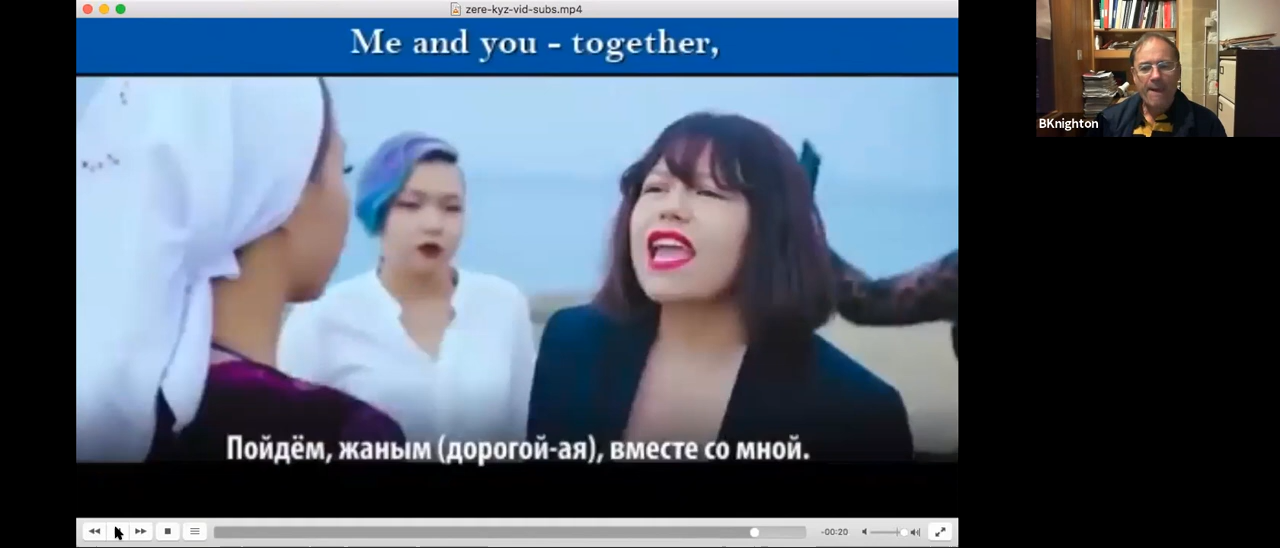 zere-kyz-vid-subs.mp4
Me and you - together,
BKnighton
Пойдём, жаным (дорогой-ая), вместе со мной.
-00:20